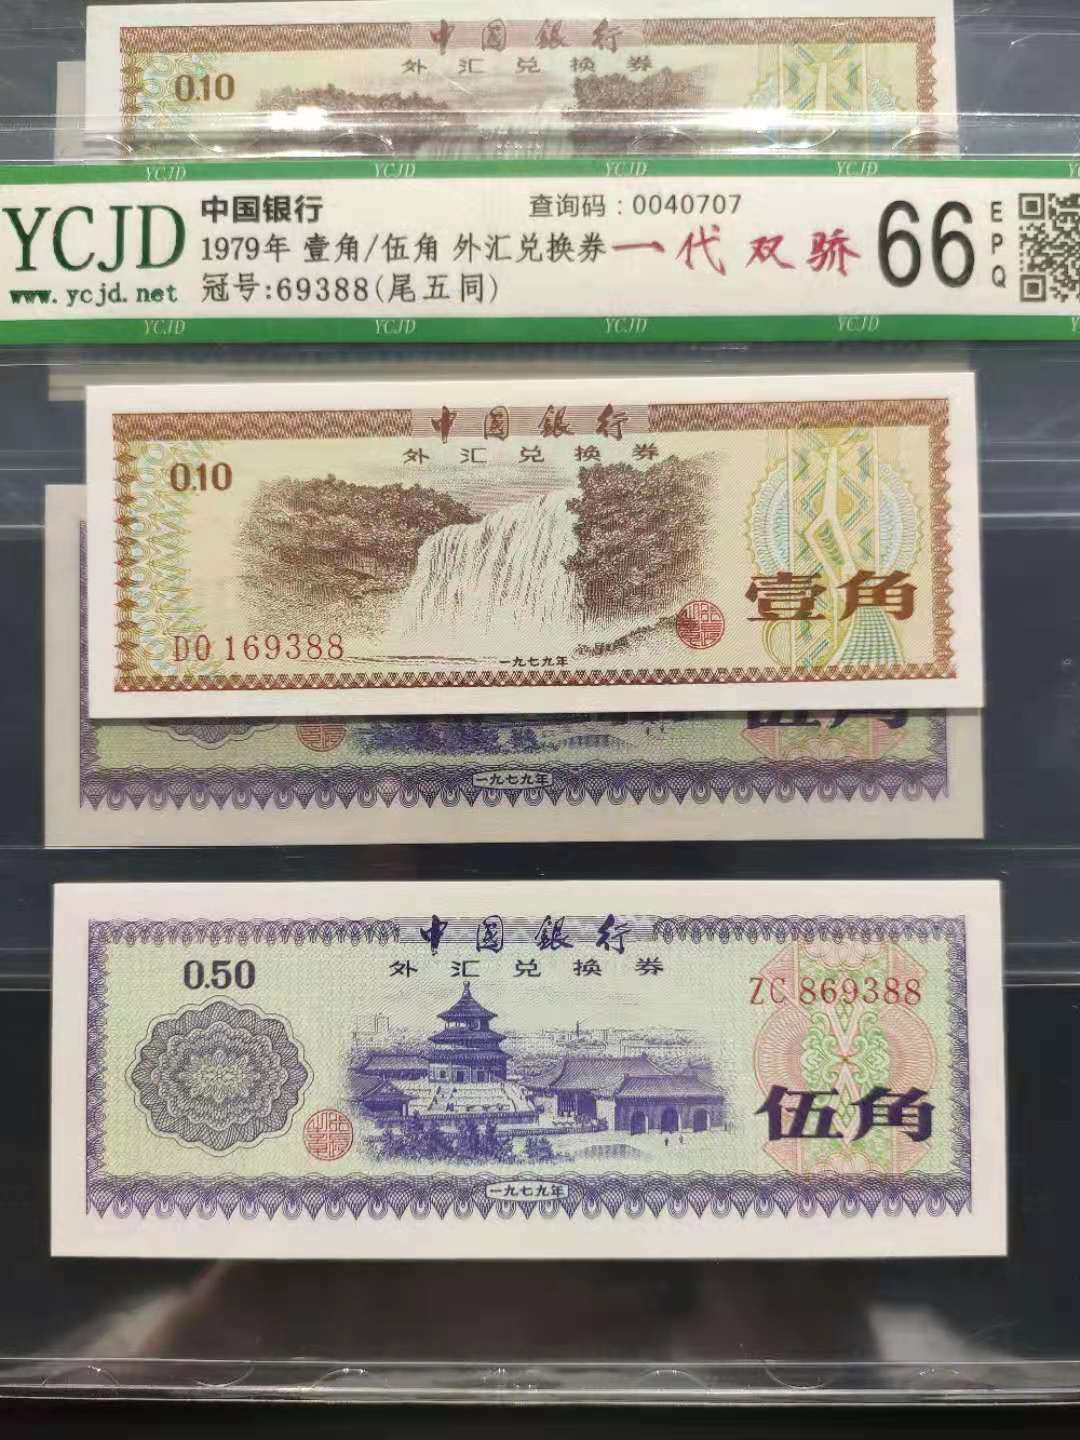 中国銀行
外汇兑换券
0.10
YCJD YCJD YCJD YCJD
YCJD
www.ycjd.net
中国银行
查询码：0040707
1979年 壹角/伍角 外汇兑换券
一代双骄
冠号:69388(尾五同)
66
EPQ
YCJD YCJD YCJD YCJD
中国銀行
外汇兑换券
0.10
壹角
DO 169388
一九七九年
伍角
一九七九年
中国銀行
外汇兑换券
0.50
ZC 869388
伍角
一九七九年